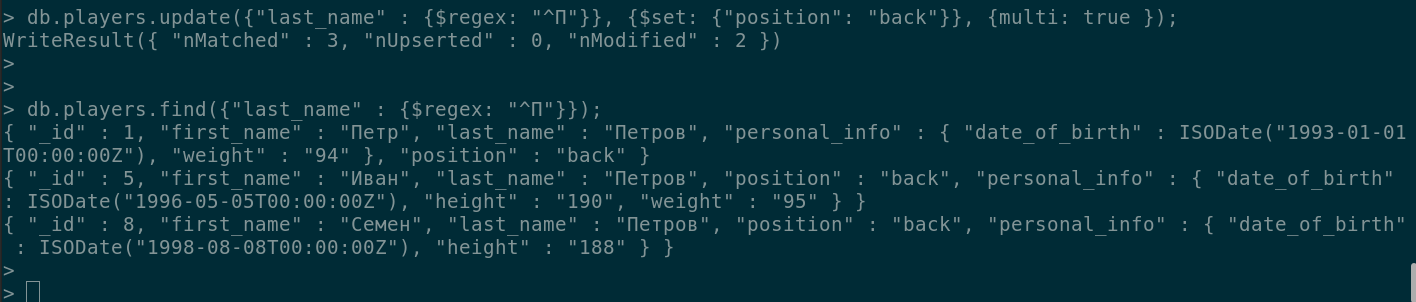 > db.players.update({"last_name" : {$regex: "^П"}}, {$set: {"position": "back"}}, {multi: true });
WriteResult({ "nMatched" : 3, "nUpserted" : 0, "nModified" : 2 })
>
>
> db.players.find({"last_name" : {$regex: "^П"}});
{ "_id" : 1, "first_name" : "Петр", "last_name" : "Петров", "personal_info" : { "date_of_birth" : ISODate("1993-01-01
T00:00:00Z"), "weight" : "94" }, "position" : "back" }
{ "_id" : 5, "first_name" : "Иван", "last_name" : "Петров", "position" : "back", "personal_info" : { "date_of_birth"
: ISODate("1996-05-05T00:00:00Z"), "height" : "190", "weight" : "95" } }
{ "_id" : 8, "first_name" : "Семен", "last_name" : "Петров", "position" : "back", "personal_info" : { "date_of_birth"
: ISODate("1998-08-08T00:00:00Z"), "height" : "188" } }
>
>